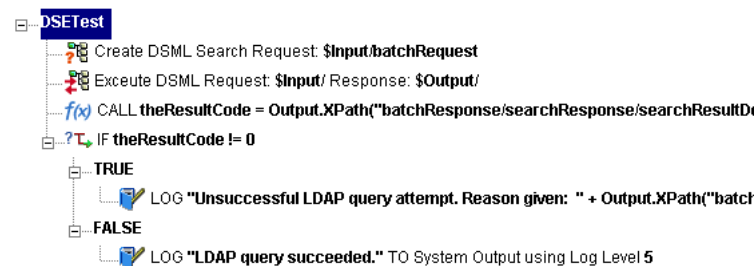 DSETest
Create DSML Search Request: $Input/batchRequest
Exceute DSML Request: $Input/ Response: $Output/
f(x) CALL theResultCode = Output.XPath("batchResponse/searchResponse/searchResultDo
? IF theResultCode != 0
TRUE
LOG "Unsuccessful LDAP query attempt. Reason given: " + Output.XPath("batch
FALSE
LOG "LDAP query succeeded." TO System Output using Log Level 5